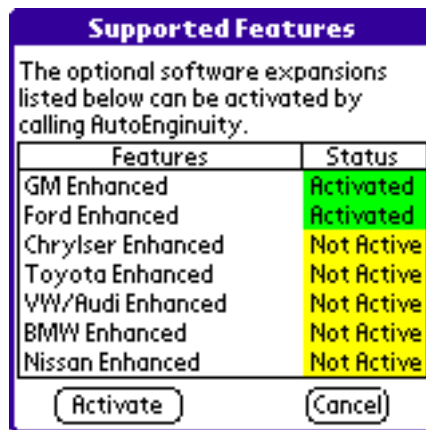 Supported Features
The optional software expansions
listed below can be activated by
calling AutoEnginuity.
Features Status
GM Enhanced Activated
Ford Enhanced Activated
Chrylser Enhanced Not Active
Toyota Enhanced Not Active
VW/Audi Enhanced Not Active
BMW Enhanced Not Active
Nissan Enhanced Not Active
Activate Cancel